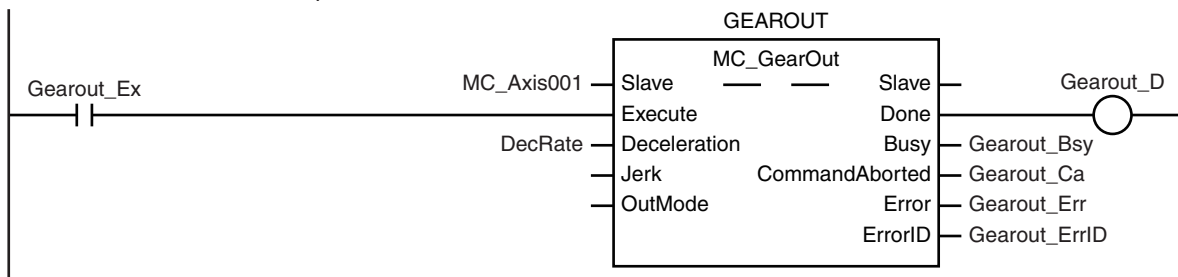 GEAROUT
MC_GearOut
Gearout_Ex
MC_Axis001 Slave Slave Gearout_D
Execute Done
DecRate Deceleration Busy Gearout_Bsy
Jerk CommandAborted Gearout_Ca
OutMode Error Gearout_Err
ErrorID Gearout_ErrID